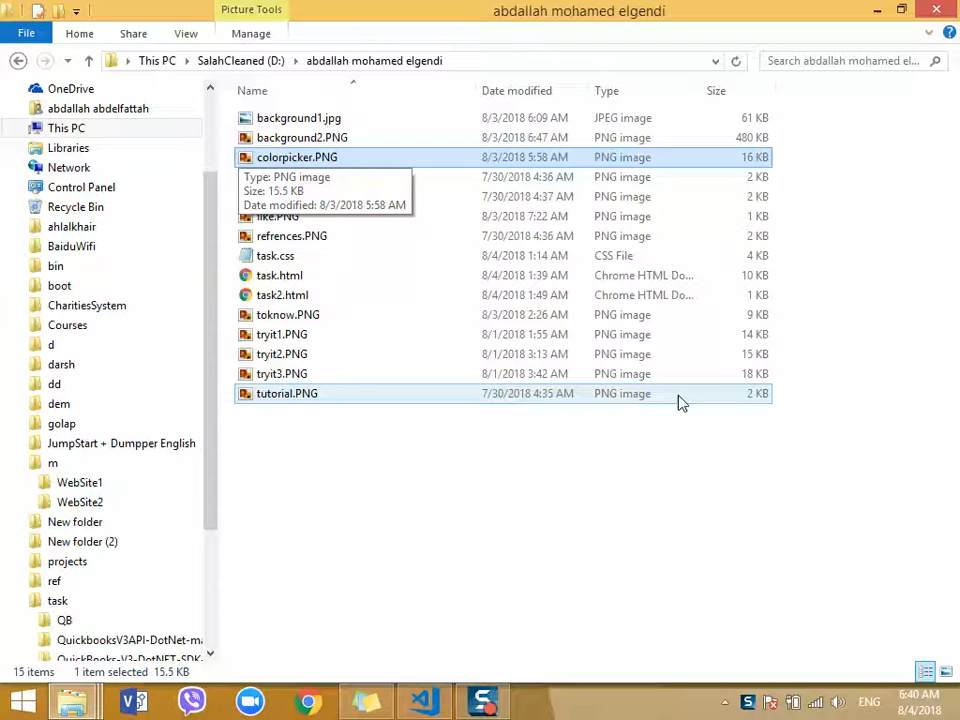 Picture Tools
abdallah mohamed elgendi
File Home Share View Manage
This PC SalahCleaned (D:) abdallah mohamed elgendi
Search abdallah mohamed el...
Name Date modified Type Size
OneDrive
abdallah abdelfattah
This PC
Libraries
Network
Control Panel
Recycle Bin
ahlalkhair
BaiduWifi
bin
boot
CharitiesSystem
Courses
d
darsh
dd
dem
golap
JumpStart + Dumpper English
m
WebSite1
WebSite2
New folder
New folder (2)
projects
ref
task
QB
QuickbooksV3API-DotNet-ma
QuickBooks-V3-DotNET-SDK-
background1.jpg 8/3/2018 6:09 AM JPEG image 61 KB
background2.PNG 8/3/2018 6:47 AM PNG image 480 KB
colorpicker.PNG 8/3/2018 5:58 AM PNG image 16 KB
7/30/2018 4:36 AM PNG image 2 KB
7/30/2018 4:37 AM PNG image 2 KB
like.PNG 8/3/2018 7:22 AM PNG image 2 KB
refrences.PNG 7/30/2018 4:36 AM PNG image 2 KB
task.css 8/4/2018 1:14 AM CSS File 4 KB
task.html 8/4/2018 1:39 AM Chrome HTML Do... 10 KB
task2.html 8/4/2018 1:49 AM Chrome HTML Do... 1 KB
toknow.PNG 8/3/2018 2:26 AM PNG image 9 KB
tryit1.PNG 8/1/2018 1:55 AM PNG image 14 KB
tryit2.PNG 8/1/2018 3:13 AM PNG image 15 KB
tryit3.PNG 8/1/2018 3:42 AM PNG image 18 KB
tutorial.PNG 7/30/2018 4:35 AM PNG image 2 KB
Type: PNG image
Size: 15.5 KB
Date modified: 8/3/2018 5:58 AM
15 items 1 item selected 15.5 KB
ENG
6:40 AM
8/4/2018